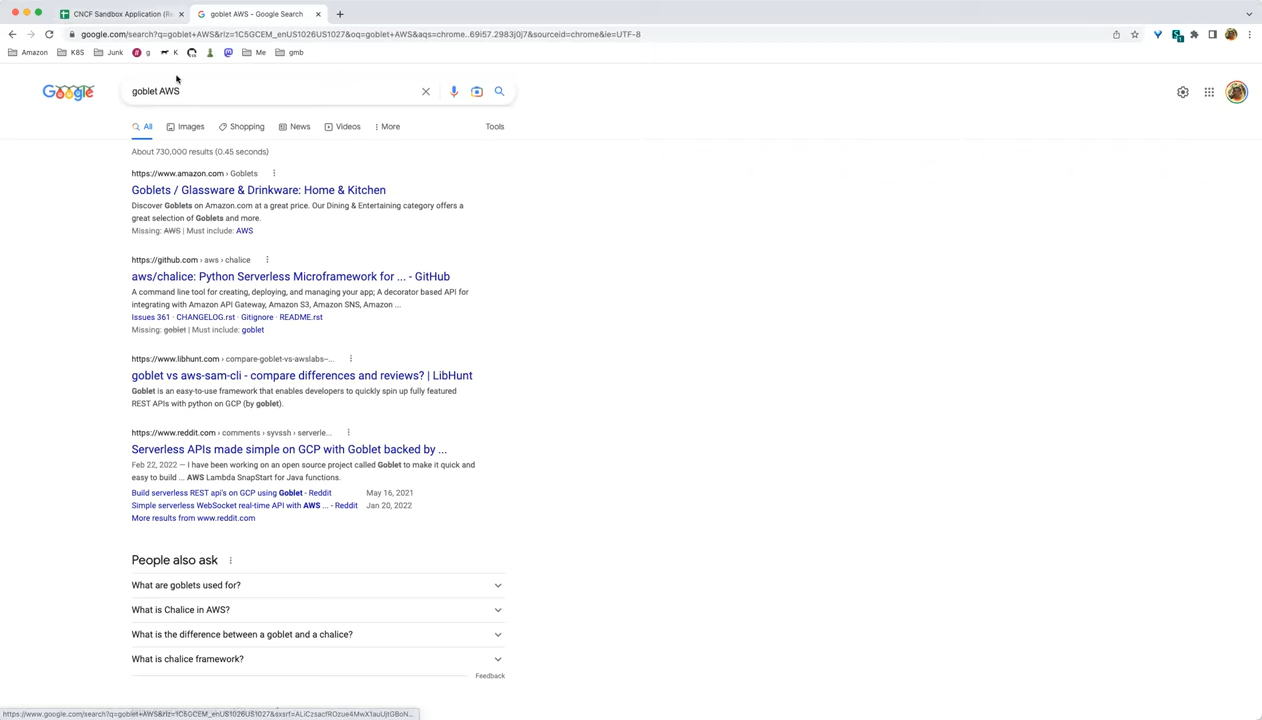 CNCF Sandbox Application (Re
goblet AWS - Google Search
google.com/search?q=goblet+AWS&rlz=1C5GCEM_enUS1026US1027&oq=goblet+AWS&aqs=chrome..69i57.2983j0j7&sourceid=chrome&ie=UTF-8
Amazon K8S Junk g K Me gmb
Google
goblet AWS
All Images Shopping News Videos More Tools
About 730,000 results (0.45 seconds)
https://www.amazon.com › Goblets
Goblets / Glassware & Drinkware: Home & Kitchen
Discover Goblets on Amazon.com at a great price. Our Dining & Entertaining category offers a
great selection of Goblets and more.
Missing: AWS | Must include: AWS
https://github.com › aws › chalice
aws/chalice: Python Serverless Microframework for ... - GitHub
A command line tool for creating, deploying, and managing your app; A decorator based API for
integrating with Amazon API Gateway, Amazon S3, Amazon SNS, Amazon ...
Issues 361 · CHANGELOG.rst · Gitignore · README.rst
Missing: goblet | Must include: goblet
https://www.libhunt.com › compare-goblet-vs-awslabs--...
goblet vs aws-sam-cli - compare differences and reviews? | LibHunt
Goblet is an easy-to-use framework that enables developers to quickly spin up fully featured
REST APIs with python on GCP (by goblet).
https://www.reddit.com › comments › syvssh › serverle...
Serverless APIs made simple on GCP with Goblet backed by ...
Feb 22, 2022 — I have been working on an open source project called Goblet to make it quick and
easy to build ... AWS Lambda SnapStart for Java functions.
Build serverless REST api's on GCP using Goblet - Reddit May 16, 2021
Simple serverless WebSocket real-time API with AWS ... - Reddit Jan 20, 2022
More results from www.reddit.com
People also ask
What are goblets used for?
What is Chalice in AWS?
What is the difference between a goblet and a chalice?
What is chalice framework?
Feedback